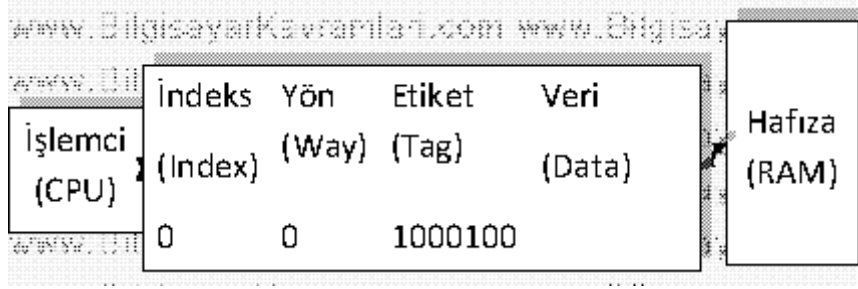 www.BilgisayarKavramlari.com www.Bilgisay
İşlemci
(CPU)
İndeks Yön Etiket Veri
(Index) (Way) (Tag) (Data)
0 0 1000100
Hafıza
(RAM)